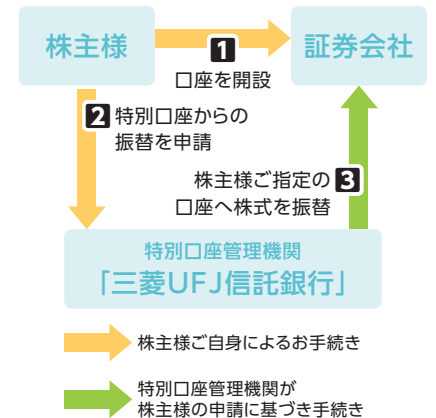 株主様
証券会社
1
口座を開設
2 特別口座からの
振替を申請
株主様ご指定の 3
口座へ株式を振替
特別口座管理機関
「三菱UFJ信託銀行」
株主様ご自身によるお手続き
特別口座管理機関が
株主様の申請に基づき手続き